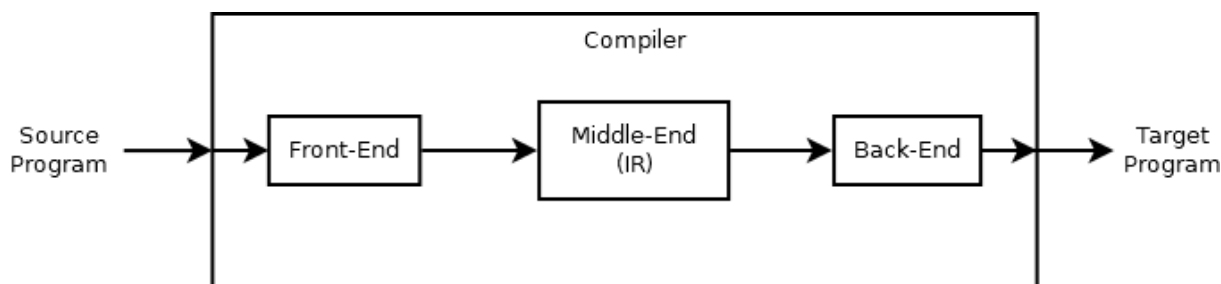 Compiler
Source
Program
Front-End
Middle-End
(IR)
Back-End
Target
Program